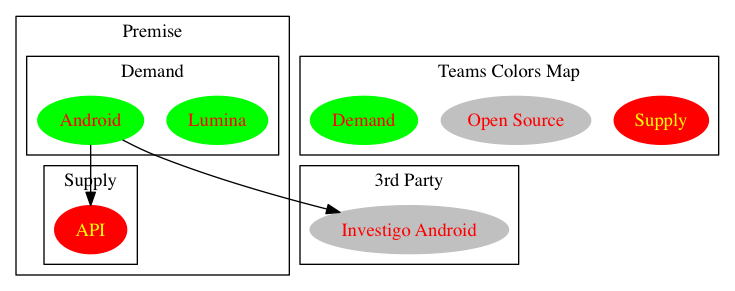 Premise
Demand
Android
Lumina
Supply
API
Teams Colors Map
Demand
Open Source
Supply
3rd Party
Investigo Android